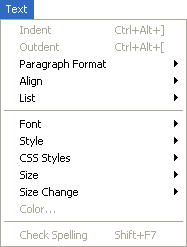 Text
Indent Ctrl+Alt+]
Outdent Ctrl+Alt+[
Paragraph Format
Align
List
Font
Style
CSS Styles
Size
Size Change
Color...
Check Spelling Shift+F7